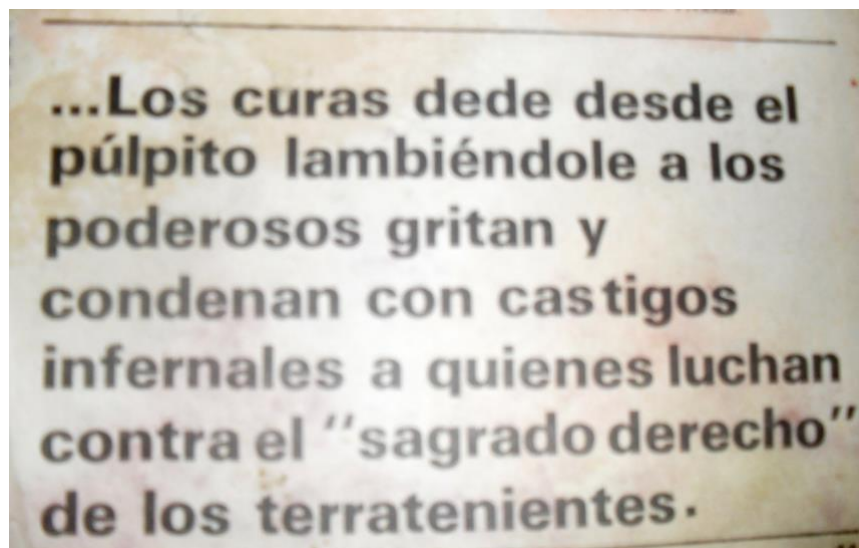 ...Los curas dede desde el
púlpito lambiéndole a los
poderosos gritan y
condenan con castigos
infernales a quienes luchan
contra el "sagrado derecho"
de los terratenientes.